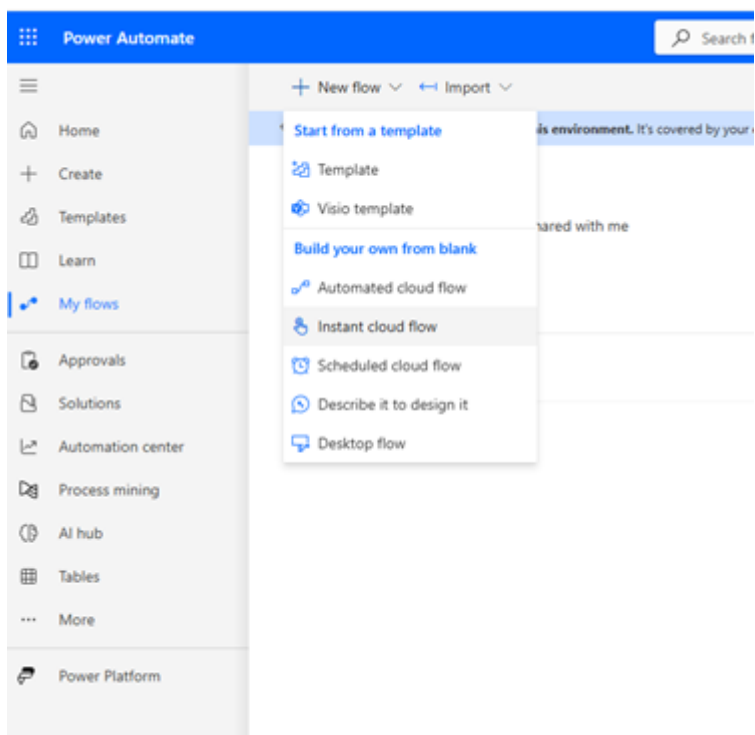 Power Automate
Search f
New flow
Import
Home
Create
Templates
Learn
My flows
Approvals
Solutions
Automation center
Process mining
AI hub
Tables
More
Power Platform
Start from a template
Template
Visio template
Build your own from blank
Automated cloud flow
Instant cloud flow
Scheduled cloud flow
Describe it to design it
Desktop flow
is environment. It's covered by your
hared with me